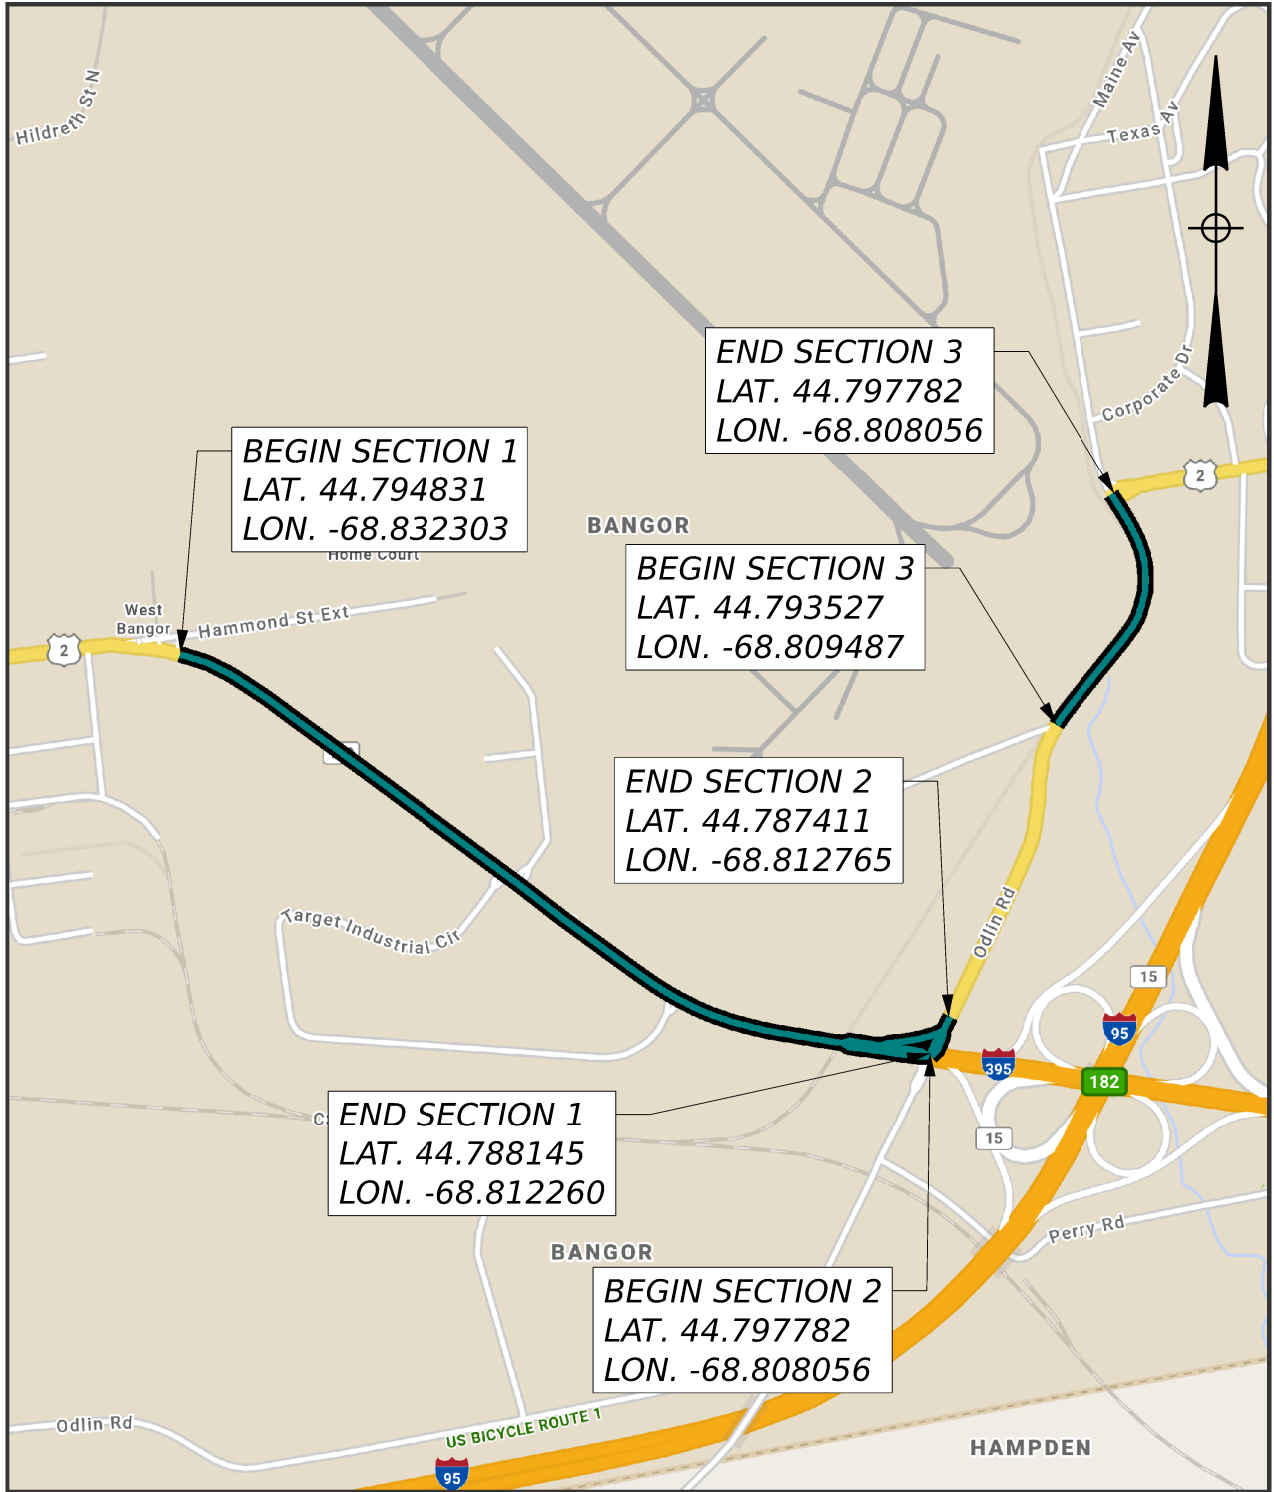 Hildreth St N
Maine Av
Texas Av
END SECTION 3
LAT. 44.797782
LON. -68.808056
Corporate Dr
2
BEGIN SECTION 1
LAT. 44.794831
LON. -68.832303
BANGOR
Home Court
BEGIN SECTION 3
LAT. 44.793527
LON. -68.809487
West
Bangor
Hammond St Ext
2
END SECTION 2
LAT. 44.787411
LON. -68.812765
Odlin Rd
Target Industrial Cir
15
95
395
182
END SECTION 1
LAT. 44.788145
LON. -68.812260
15
Perry Rd
BANGOR
BEGIN SECTION 2
LAT. 44.797782
LON. -68.808056
Odlin Rd
US BICYCLE ROUTE 1
HAMPDEN
95